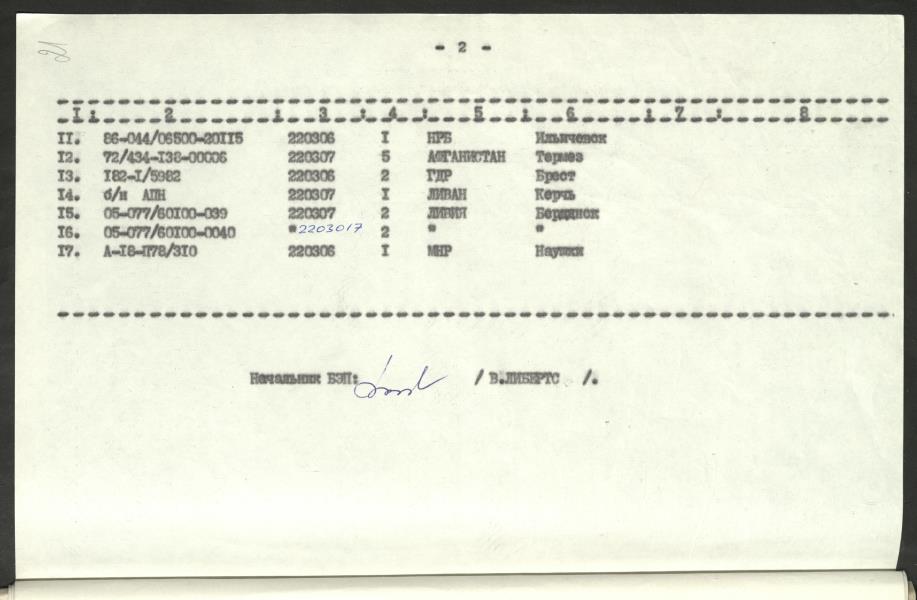 21
- 2 -
I : 2 : 3 : 4 : 5 : 6 : 7 : 8
II. 86-044/06500-20II5 220306 I НРБ Ильичевск
I2. 72/434-I38-00006 220307 5 АФГАНИСТАН Термез
I3. I82-I/5982 220306 2 ГДР Брест
I4. б/н АПН 220307 I ЛИВАН Керчь
I5. 05-077/60I00-039 220307 2 ЛИВИЯ Бердянск
I6. 05-077/60I00-0040 " 2203017 2 " "
I7. А-I8-П78/3I0 220306 I МНР Наушки
Начальник БЭП: / В.ЛИБЕРТС /.